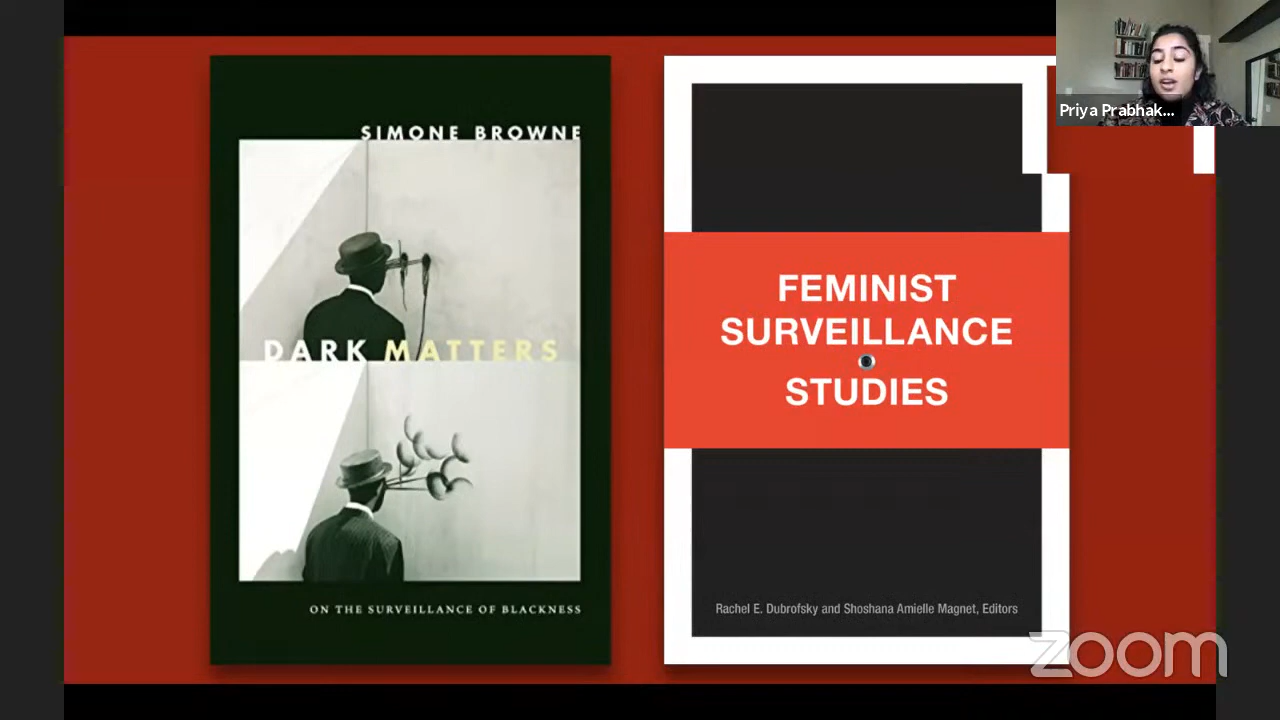 SIMONE BROWNE
DARK MATTERS
ON THE SURVEILLANCE OF BLACKNESS
FEMINIST
SURVEILLANCE
STUDIES
Rachel E. Dubrofsky and Shoshana Amielle Magnet, Editors
Priya Prabhak...
zoom